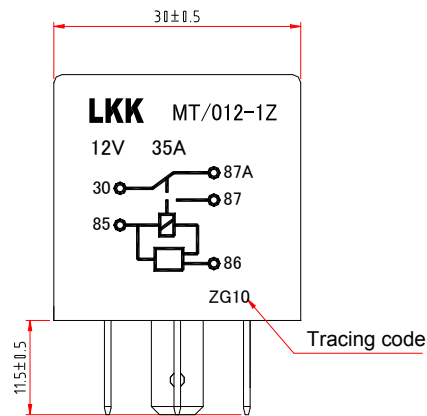 30±0.5
LKK MT/012-1Z
12V 35A
87A
30
87
85
86
ZG10
11.5±0.5
Tracing code